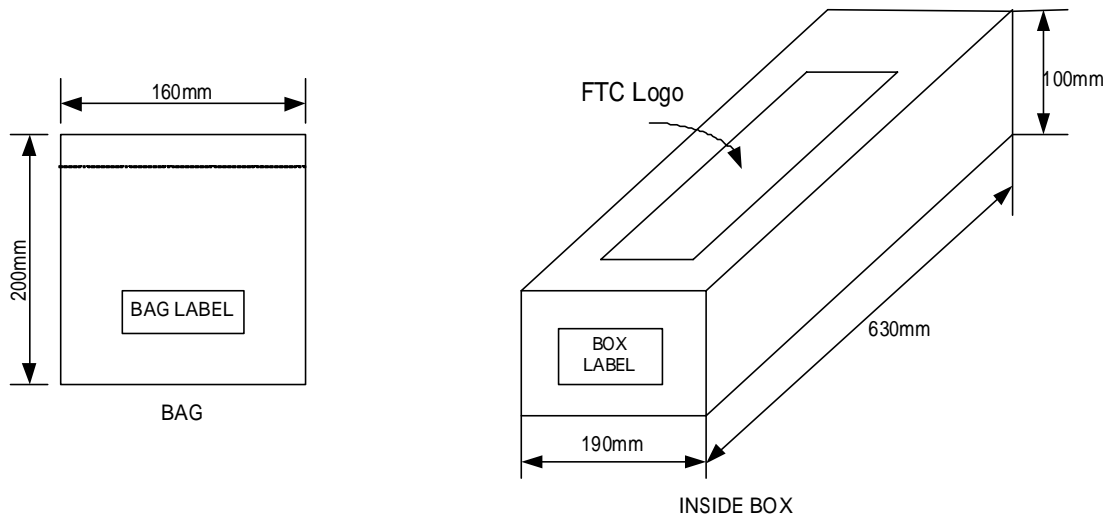 160mm
200mm
BAG LABEL
BAG
FTC Logo
100mm
BOX
LABEL
630mm
190mm
INSIDE BOX